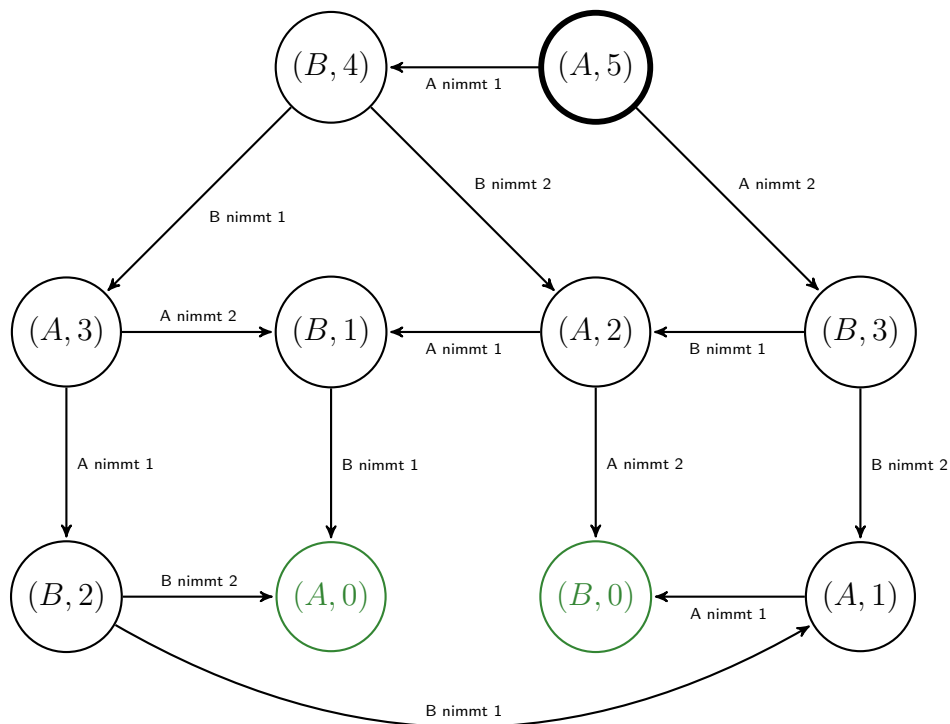 (B, 4)
(A, 5)
A nimmt 1
B nimmt 2
A nimmt 2
B nimmt 1
(A, 3)
A nimmt 2
(B, 1)
A nimmt 1
(A, 2)
B nimmt 1
(B, 3)
A nimmt 1
B nimmt 1
A nimmt 2
B nimmt 2
(B, 2)
B nimmt 2
(A, 0)
(B, 0)
A nimmt 1
(A, 1)
B nimmt 1